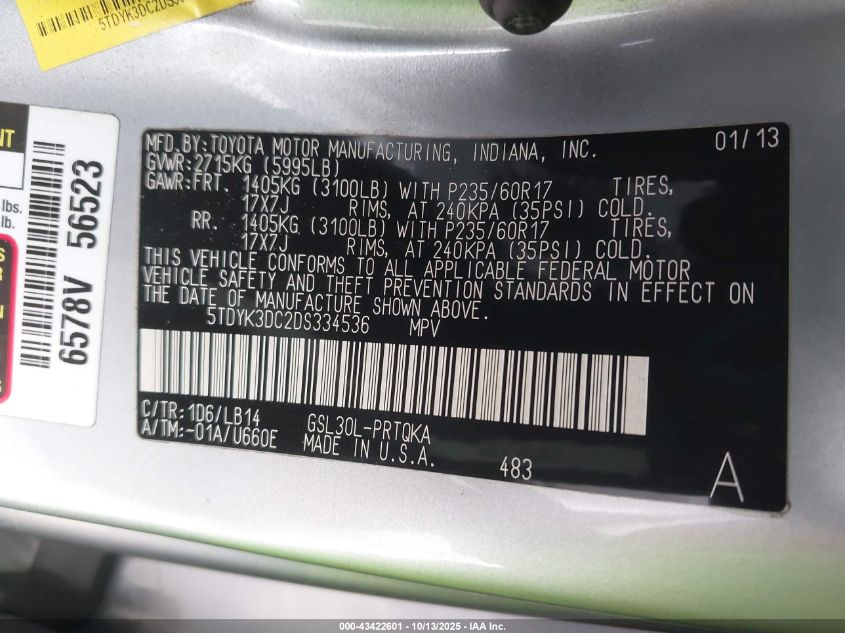 5TDYK3DC2DS33
NT
lbs.
lb.
6578V 56523
MFD.BY:TOYOTA MOTOR MANUFACTURING, INDIANA, INC. 01/13
GVWR:2715KG (5995LB)
GAWR:FRT. 1405KG (3100LB) WITH P235/60R17 TIRES,
17X7J RIMS, AT 240KPA (35PSI) COLD.
RR. 1405KG (3100LB) WITH P235/60R17 TIRES,
17X7J RIMS, AT 240KPA (35PSI) COLD.
THIS VEHICLE CONFORMS TO ALL APPLICABLE FEDERAL MOTOR
VEHICLE SAFETY AND THEFT PREVENTION STANDARDS IN EFFECT ON
THE DATE OF MANUFACTURE SHOWN ABOVE.
5TDYK3DC2DS334536 MPV
C/TR:1D6/LB14 GSL30L-PRTQKA
A/TM:-01A/U660E MADE IN U.S.A.
483 A
000-43422601 - 10/13/2025 - IAA Inc.